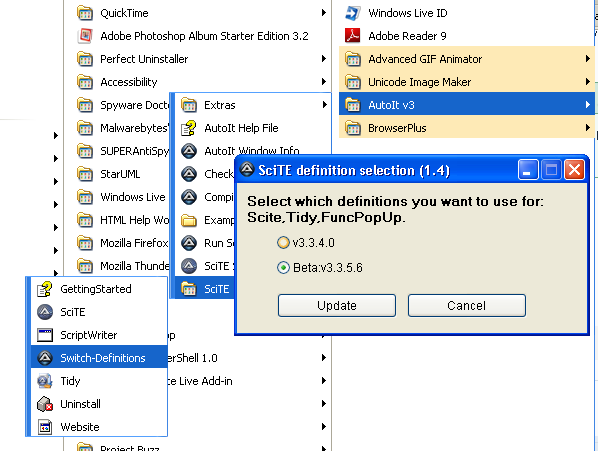 QuickTime
Adobe Photoshop Album Starter Edition 3.2
Perfect Uninstaller
Accessibility
Spyware Docto
Malwarebytes'
SUPERAntiSpy
StarUML
Windows Live
HTML Help Wo
Mozilla Firefox
Mozilla Thund
Windows Live ID
Adobe Reader 9
Advanced GIF Animator
Unicode Image Maker
AutoIt v3
BrowserPlus
Extras
AutoIt Help File
AutoIt Window Info
Check
Compi
Examp
Run S
SciTE S
SciTE
SciTE definition selection (1.4)
Select which definitions you want to use for:
Scite,Tidy,FuncPopUp.
v3.3.4.0
Beta:v3.3.5.6
Update
Cancel
GettingStarted
SciTE
ScriptWriter
Switch-Definitions
Tidy
Uninstall
Website
op
erShell 1.0
te Live Add-in
Project Buzz